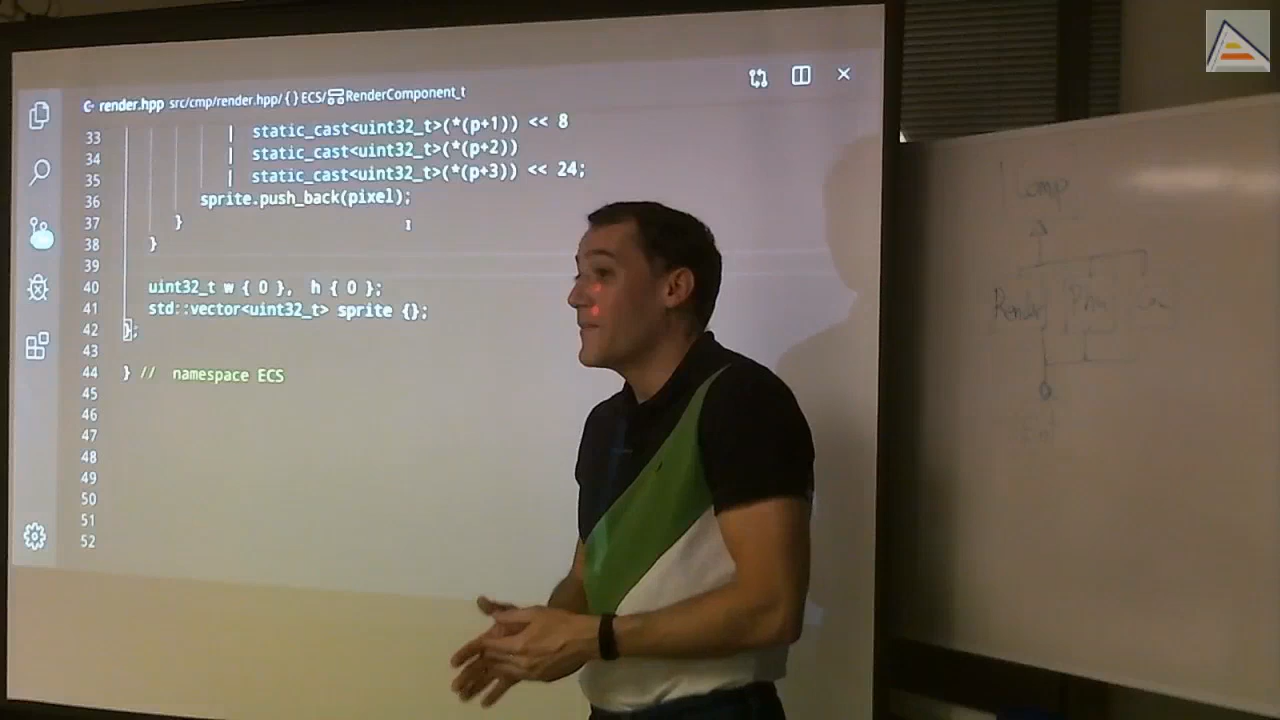 render.hpp src/cmp/render.hpp/ {} ECS/ RenderComponent_t
33 | static_cast<uint32_t>(*(p+1)) << 8
34 | static_cast<uint32_t>(*(p+2))
35 | static_cast<uint32_t>(*(p+3)) << 24;
36 sprite.push_back(pixel);
37 }
38 }
39
40 uint32_t w { 0 }, h { 0 };
41 std::vector<uint32_t> sprite {};
42 };
43
44 } // namespace ECS
45
46
47
48
49
50
51
52
Comp
Render